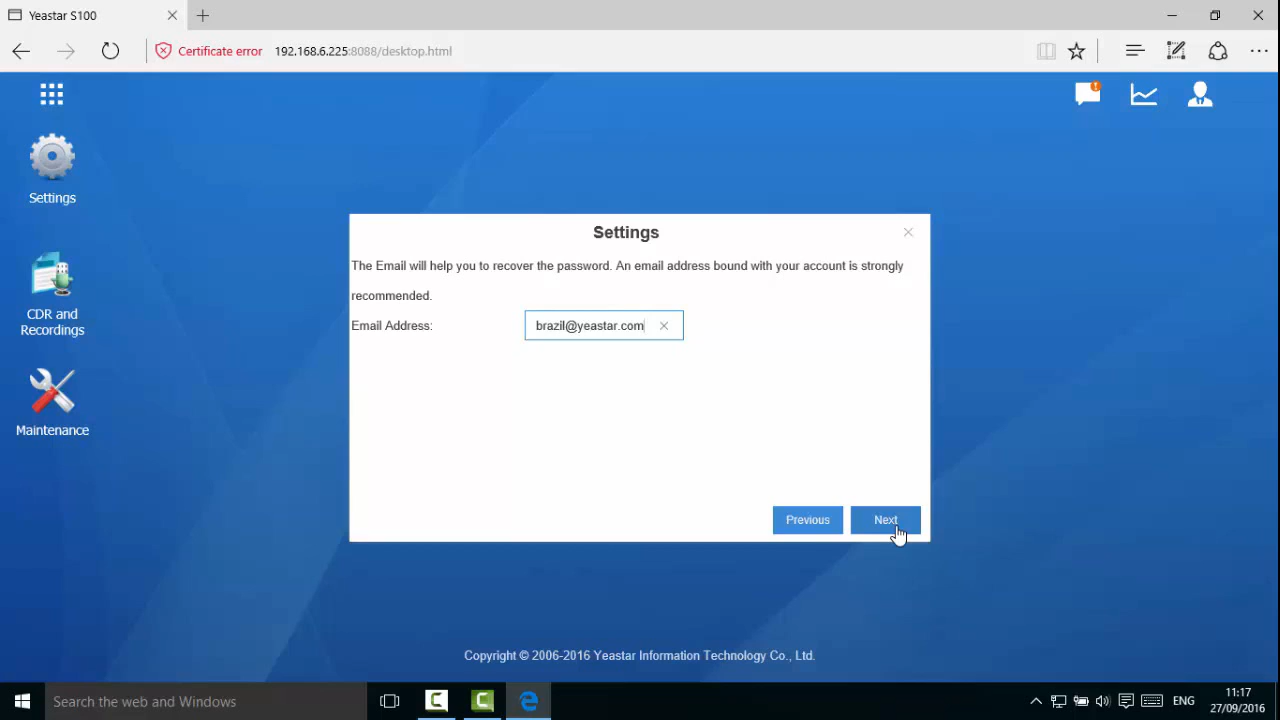 Yeastar S100
Certificate error 192.168.6.225:8088/desktop.html
1
Settings
CDR and
Recordings
Maintenance
Settings
The Email will help you to recover the password. An email address bound with your account is strongly
recommended.
Email Address: brazil@yeastar.com
Previous Next
Copyright © 2006-2016 Yeastar Information Technology Co., Ltd.
Search the web and Windows
C C e
ENG
11:17
27/09/2016